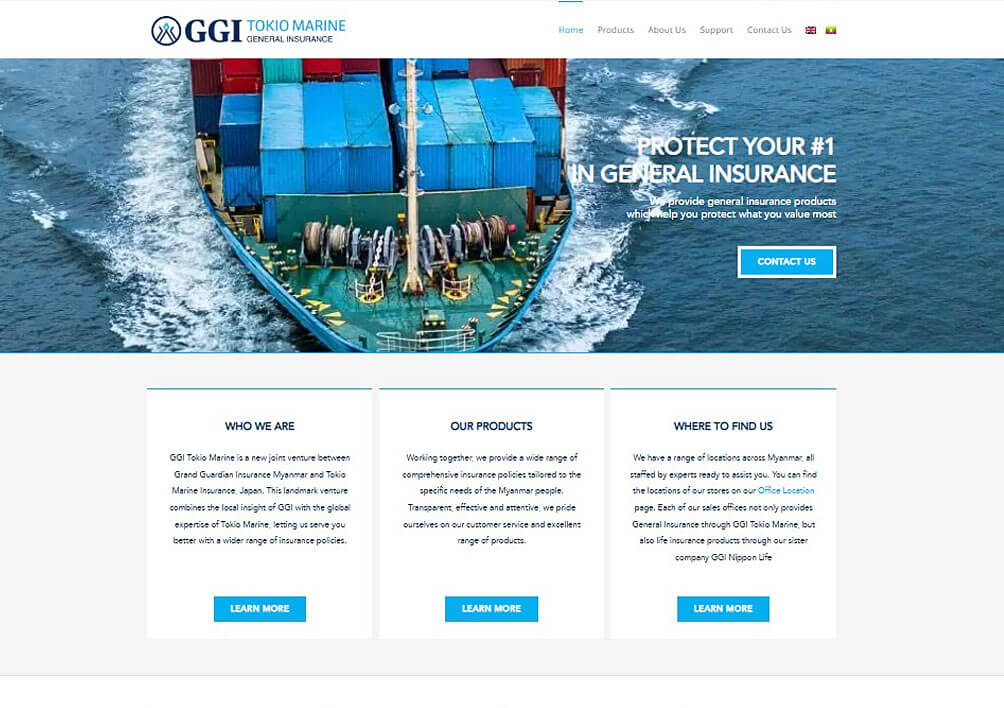 GGI TOKIO MARINE
GENERAL INSURANCE
Home Products About Us Support Contact Us
PROTECT YOUR #1
IN GENERAL INSURANCE
We provide general insurance products
which help you protect what you value most
CONTACT US
WHO WE ARE
GGI Tokio Marine is a new joint venture between
Grand Guardian Insurance Myanmar and Tokio
Marine Insurance, Japan. This landmark venture
combines the local insight of GGI with the global
expertise of Tokio Marine, letting us serve you
better with a wider range of insurance policies.
LEARN MORE
OUR PRODUCTS
Working together, we provide a wide range of
comprehensive insurance policies tailored to the
specific needs of the Myanmar people.
Transparent, effective and attentive, we pride
ourselves on our customer service and excellent
range of products.
LEARN MORE
WHERE TO FIND US
We have a range of locations across Myanmar, all
staffed by experts ready to assist you. You can find
the locations of our stores on our Office Location
page. Each of our sales offices not only provides
General Insurance through GGI Tokio Marine, but
also life insurance products through our sister
company GGI Nippon Life
LEARN MORE